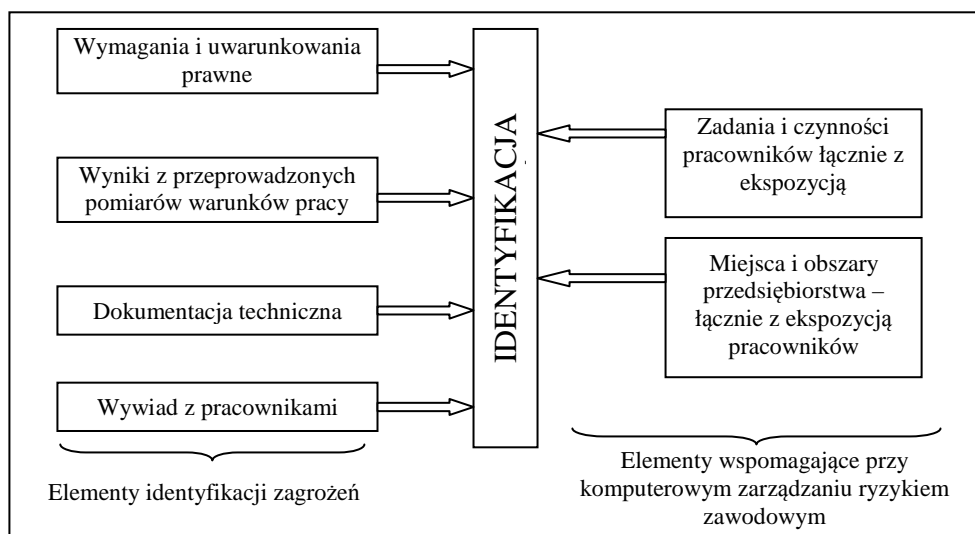 Wymagania i uwarunkowania
prawne
Wyniki z przeprowadzonych
pomiarów warunków pracy
Dokumentacja techniczna
Wywiad z pracownikami
Elementy identyfikacji zagrożeń
IDENTYFIKACJA
Zadania i czynności
pracowników łącznie z
ekspozycją
Miejsca i obszary
przedsiębiorstwa –
łącznie z ekspozycją
pracowników
Elementy wspomagające przy
komputerowym zarządzaniu ryzykiem
zawodowym